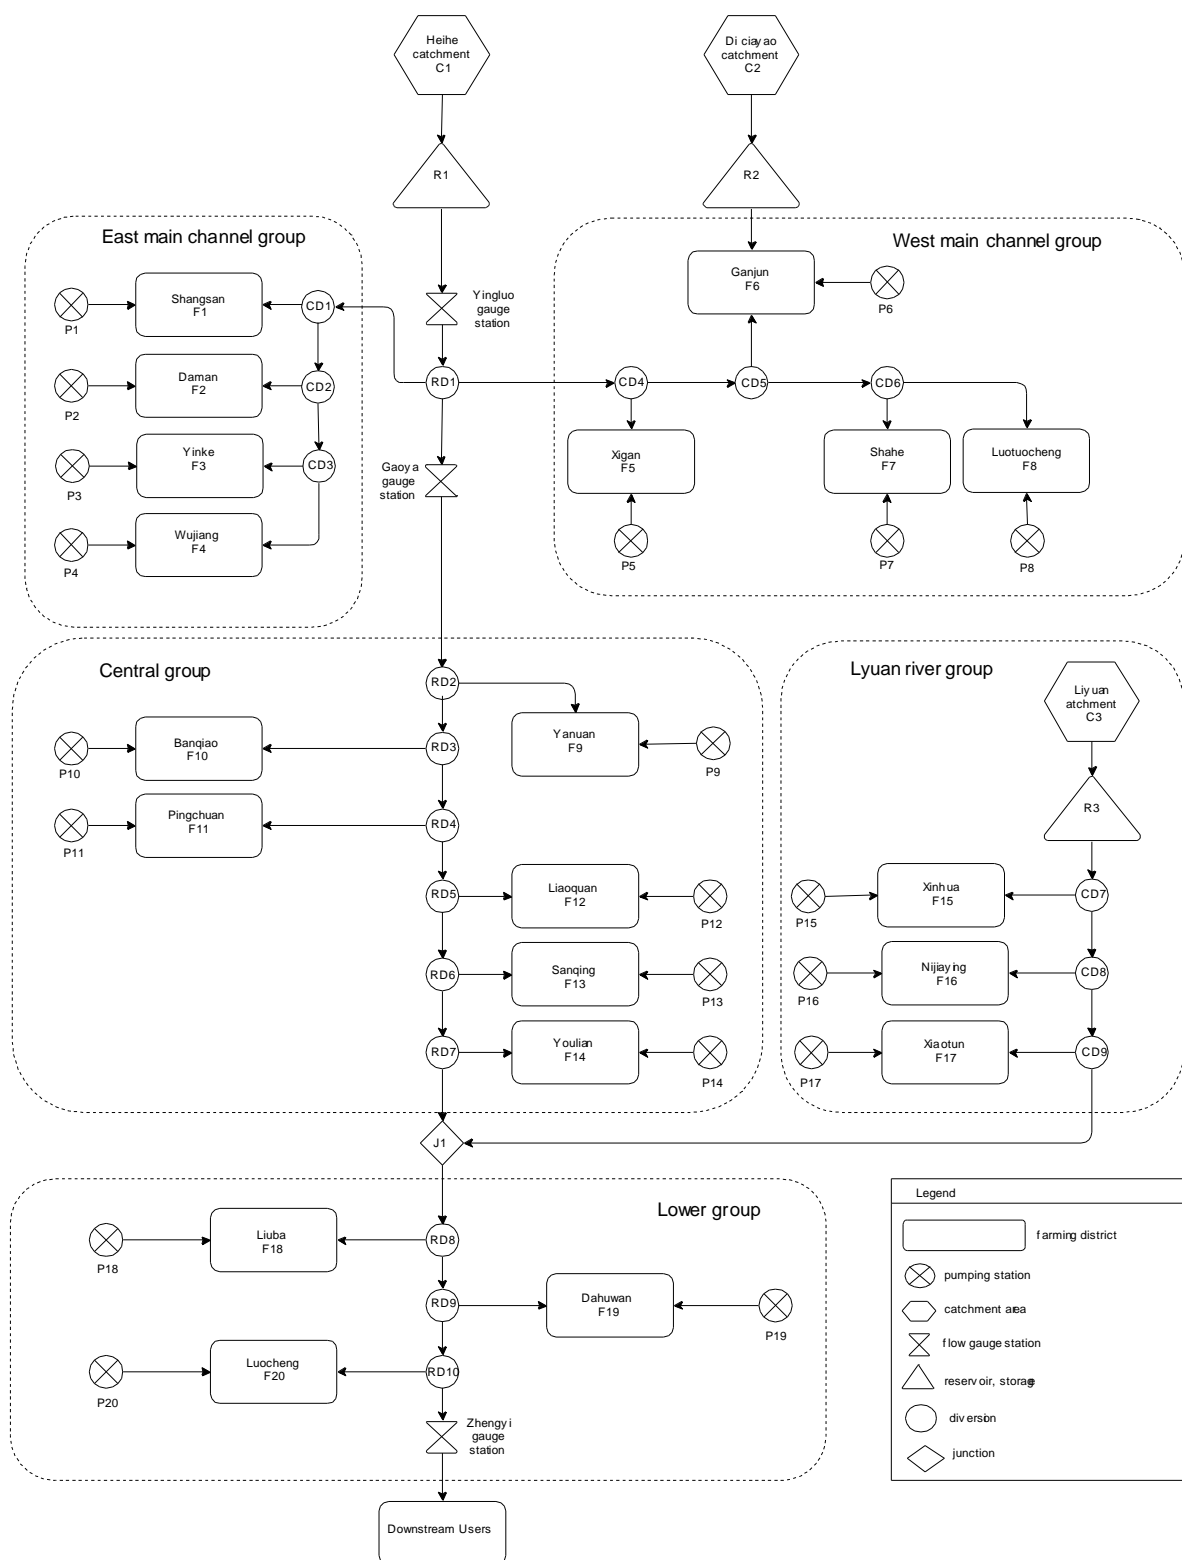 Heihe
catchment
C1
Di ciayao
catchment
C2
R1
R2
East main channel group
West main channel group
Shangsan
F1
CD1
P1
Yingluo
gauge
station
Ganjun
F6
P6
Daman
F2
CD2
P2
RD1
CD4
CD5
CD6
Yinke
F3
CD3
P3
Gaoya
gauge
station
Xigan
F5
Shahe
F7
Luotuocheng
F8
Wujiang
F4
P4
P5
P7
P8
Central group
Lyuan river group
RD2
Liyuan
atchment
C3
Banqiao
F10
RD3
Yanuan
F9
P10
P9
Pingchuan
F11
RD4
P11
R3
RD5
Liaoquan
F12
P12
Xinhua
F15
CD7
P15
RD6
Sanqing
F13
P13
Nijiaying
F16
CD8
P16
RD7
Youlian
F14
P14
Xiaotun
F17
CD9
P17
J1
Lower group
Liuba
F18
RD8
P18
RD9
Dahuwan
F19
P19
Luocheng
F20
RD10
P20
Zhengyi
gauge
station
Downstream Users
Legend
farming district
pumping station
catchment area
flow gauge station
reservoir, storage
diversion
junction